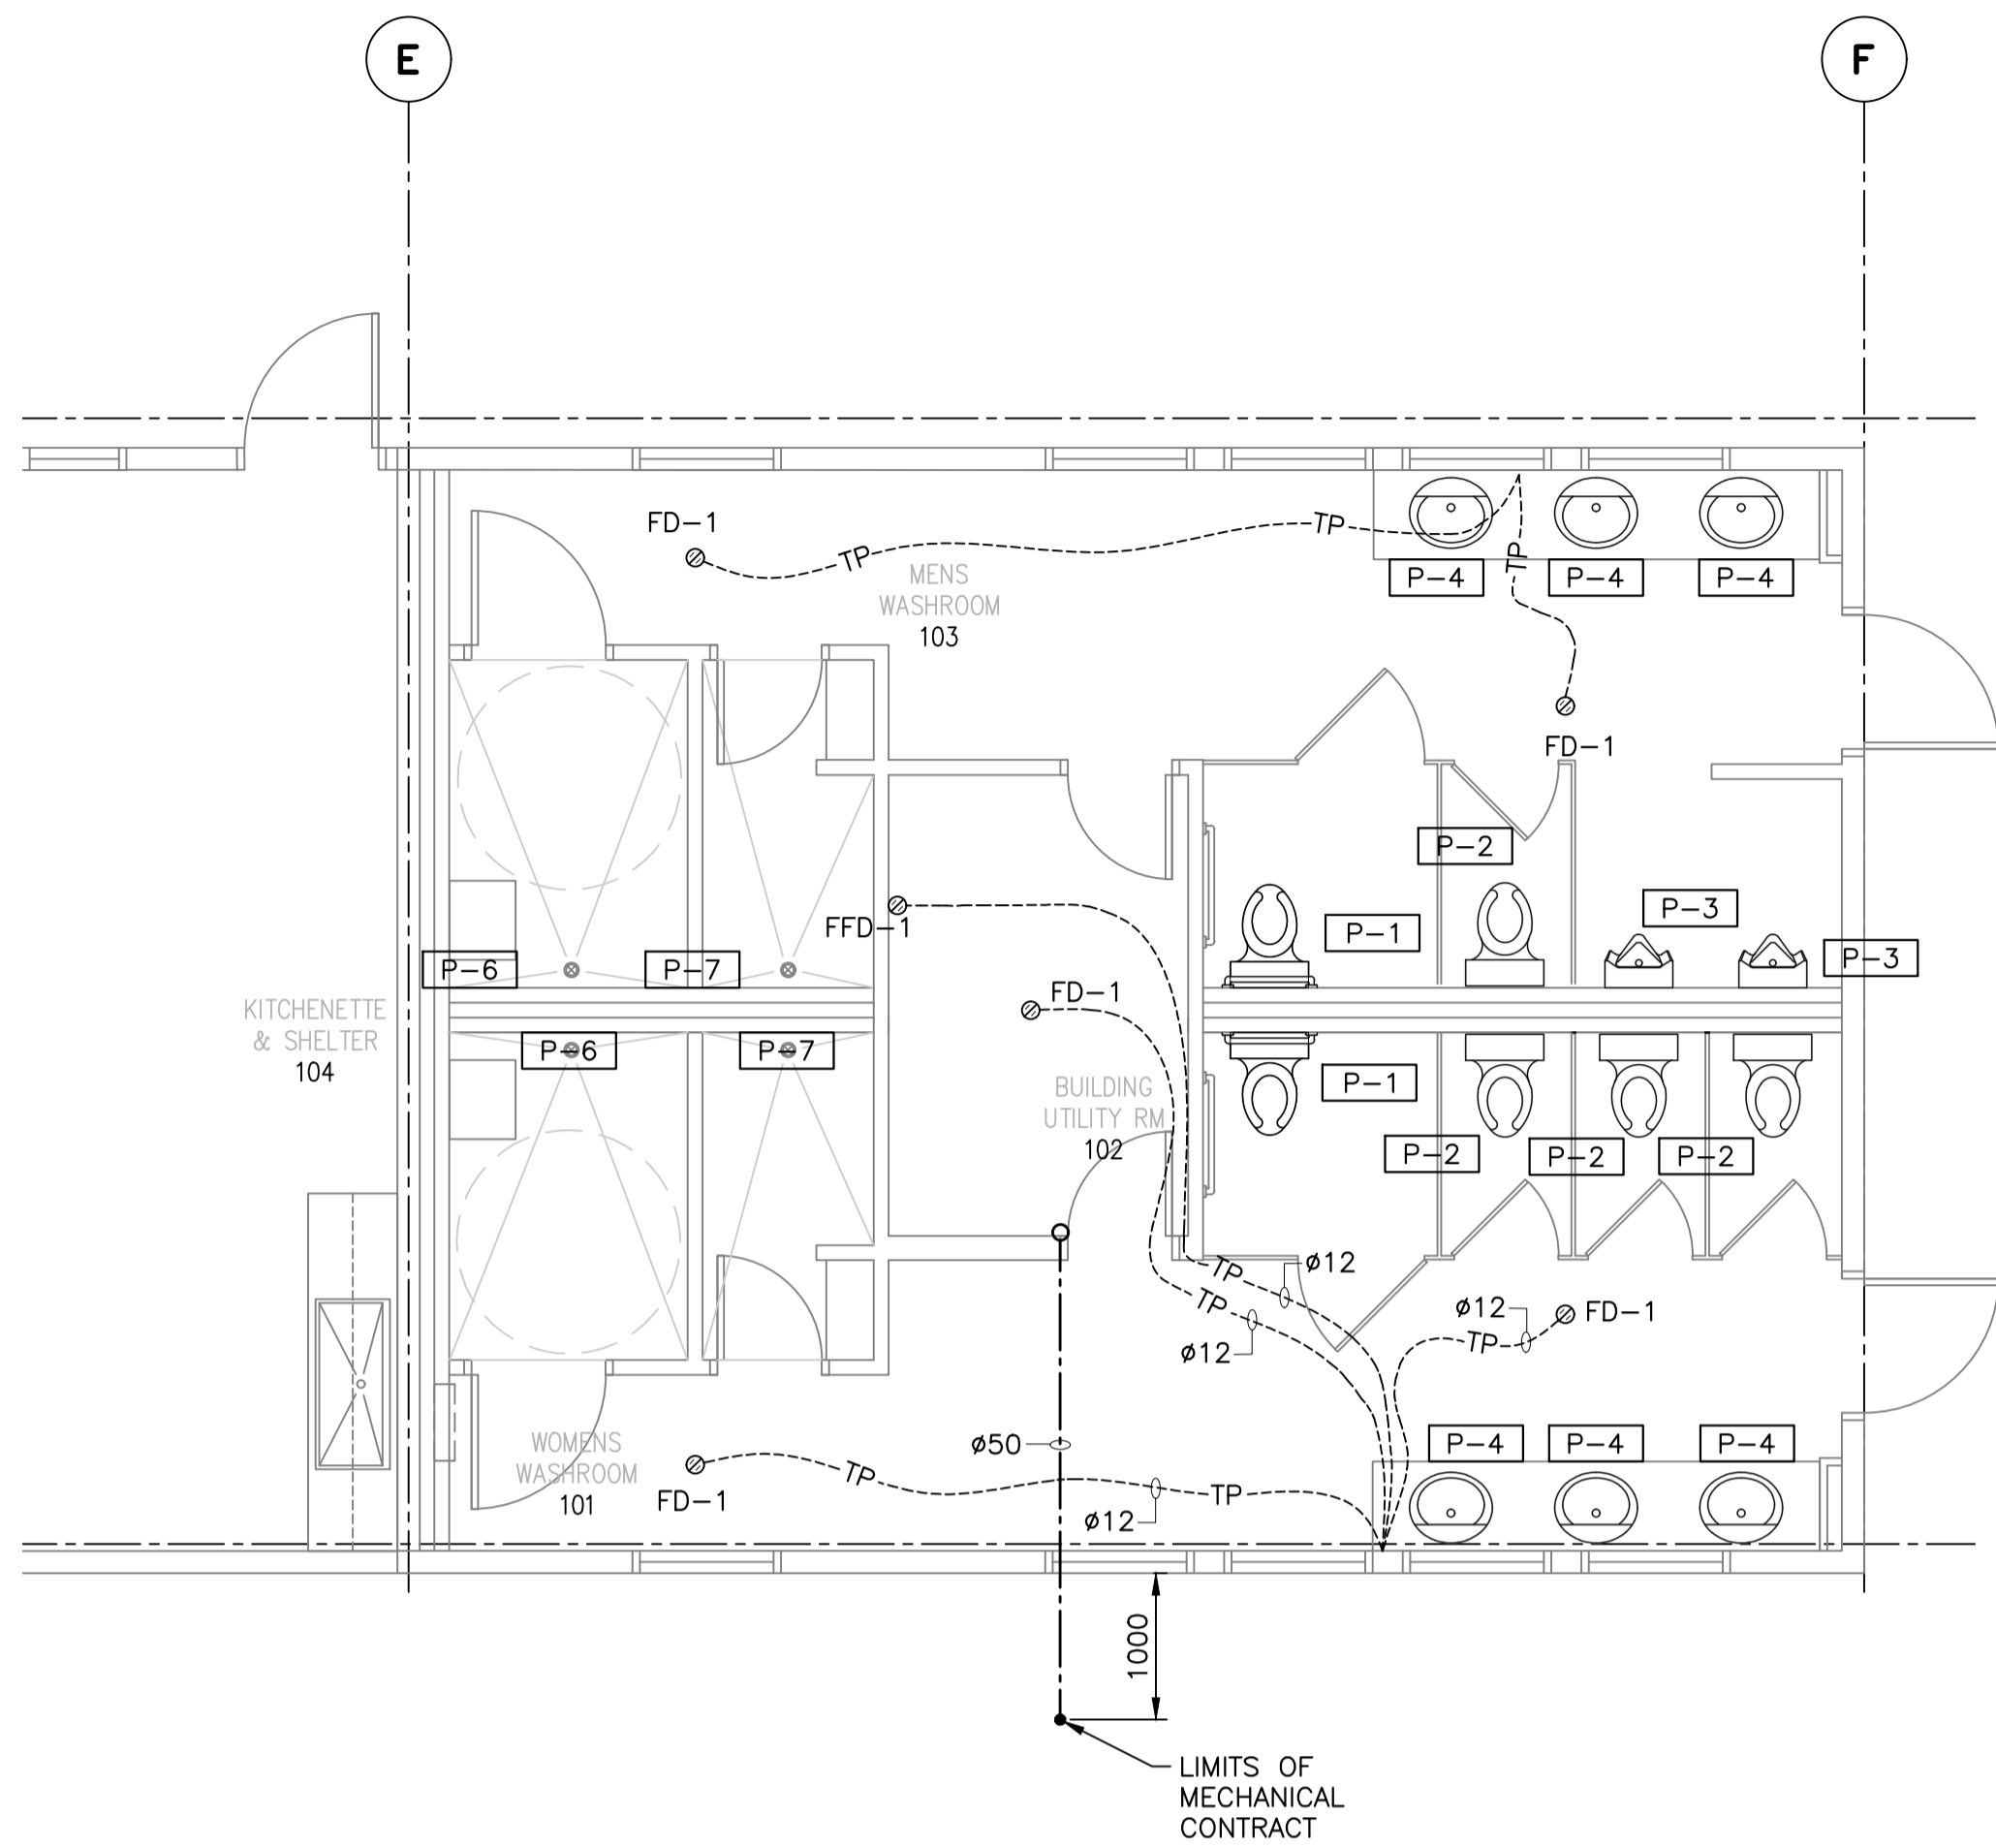 E
F
FD-1
TP
TP
TP
MENS
WASHROOM
103
P-4
P-4
P-4
FD-1
P-2
P-1
P-3
P-3
FFD-1
P-6
P-7
FD-1
KITCHENETTE
& SHELTER
104
P-6
P-7
BUILDING
UTILITY RM
102
P-1
P-2
P-2
P-2
TP
ø12
TP
ø12
ø12
FD-1
TP
WOMENS
WASHROOM
101
FD-1
TP
ø50
TP
ø12
P-4
P-4
P-4
1000
LIMITS OF
MECHANICAL
CONTRACT